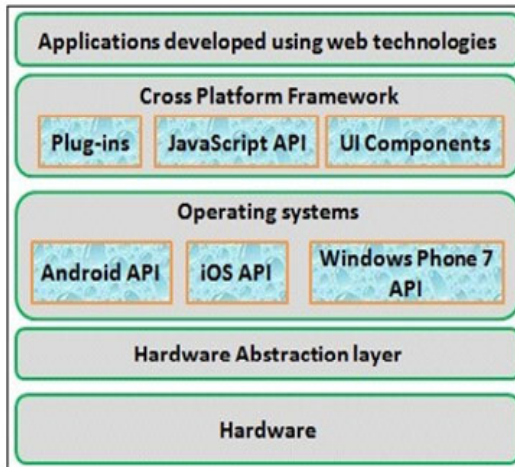 Applications developed using web technologies
Cross Platform Framework
Plug-ins JavaScript API UI Components
Operating systems
Android API iOS API Windows Phone 7
API
Hardware Abstraction layer
Hardware